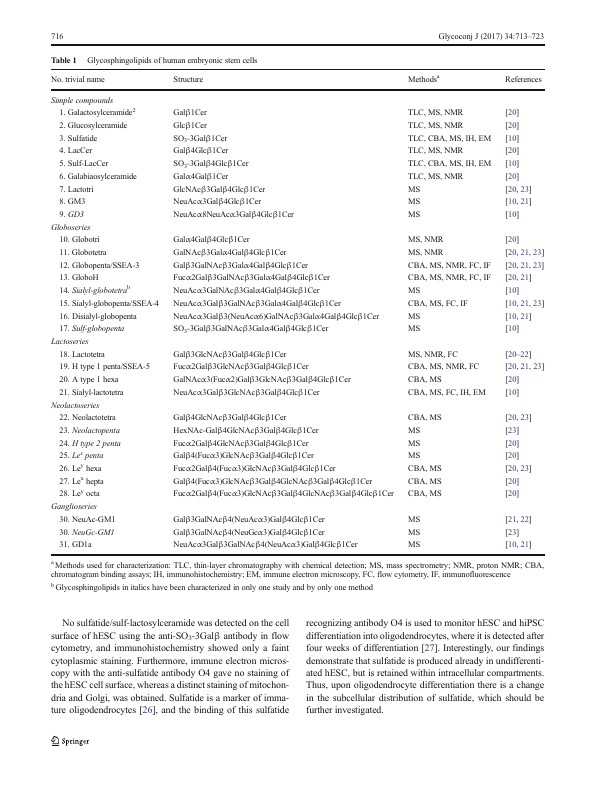 716 Glycoconj J (2017) 34:713–723
Table 1 Glycosphingolipids of human embryonic stem cells
No. trivial name Structure Methodsᵃ References
Simple compounds
1. Galactosylceramide² Galβ1Cer TLC, MS, NMR [20]
2. Glucosylceramide Glcβ1Cer TLC, MS, NMR [20]
3. Sulfatide SO₃-3Galβ1Cer TLC, CBA, MS, IH, EM [10]
4. LacCer Galβ4Glcβ1Cer TLC, MS, NMR [20]
5. Sulf-LacCer SO₃-3Galβ4Glcβ1Cer TLC, CBA, MS, IH, EM [10]
6. Galabiaosylceramide Galα4Galβ1Cer TLC, MS, NMR [20]
7. Lactotri GlcNAcβ3Galβ4Glcβ1Cer MS [20, 23]
8. GM3 NeuAcα3Galβ4Glcβ1Cer MS [10, 21]
9. GD3 NeuAcα8NeuAcα3Galβ4Glcβ1Cer MS [10]
Globoseries
10. Globotri Galα4Galβ4Glcβ1Cer MS, NMR [20]
11. Globotetra GalNAcβ3Galα4Galβ4Glcβ1Cer MS, NMR [20, 21, 23]
12. Globopenta/SSEA-3 Galβ3GalNAcβ3Galα4Galβ4Glcβ1Cer CBA, MS, NMR, FC, IF [20, 21, 23]
13. GloboH Fucα2Galβ3GalNAcβ3Galα4Galβ4Glcβ1Cer CBA, MS, NMR, FC, IF [20, 21]
14. Sialyl-globotetraᵇ NeuAcα3GalNAcβ3Galα4Galβ4Glcβ1Cer MS [10]
15. Sialyl-globopenta/SSEA-4 NeuAcα3Galβ3GalNAcβ3Galα4Galβ4Glcβ1Cer CBA, MS, FC, IF [10, 21, 23]
16. Disialyl-globopenta NeuAcα3Galβ3(NeuAcα6)GalNAcβ3Galα4Galβ4Glcβ1Cer MS [10, 21]
17. Sulf-globopenta SO₃-3Galβ3GalNAcβ3Galα4Galβ4Glcβ1Cer MS [10]
Lactoseries
18. Lactotetra Galβ3GlcNAcβ3Galβ4Glcβ1Cer MS, NMR, FC [20–22]
19. H type 1 penta/SSEA-5 Fucα2Galβ3GlcNAcβ3Galβ4Glcβ1Cer CBA, MS, NMR, FC [20, 21, 23]
20. A type 1 hexa GalNAcα3(Fucα2)Galβ3GlcNAcβ3Galβ4Glcβ1Cer CBA, MS [20]
21. Sialyl-lactotetra NeuAcα3Galβ3GlcNAcβ3Galβ4Glcβ1Cer CBA, MS, FC, IH, EM [10]
Neolactoseries
22. Neolactotetra Galβ4GlcNAcβ3Galβ4Glcβ1Cer CBA, MS [20, 23]
23. Neolactopenta HexNAc-Galβ4GlcNAcβ3Galβ4Glcβ1Cer MS [23]
24. H type 2 penta Fucα2Galβ4GlcNAcβ3Galβ4Glcβ1Cer MS [20]
25. Leˣ penta Galβ4(Fucα3)GlcNAcβ3Galβ4Glcβ1Cer MS [20]
26. Leʸ hexa Fucα2Galβ4(Fucα3)GlcNAcβ3Galβ4Glcβ1Cer CBA, MS [20, 23]
27. Leˣ hepta Galβ4(Fucα3)GlcNAcβ3Galβ4GlcNAcβ3Galβ4Glcβ1Cer CBA, MS [20]
28. Leʸ octa Fucα2Galβ4(Fucα3)GlcNAcβ3Galβ4GlcNAcβ3Galβ4Glcβ1Cer CBA, MS [20]
Ganglioseries
30. NeuAc-GM1 Galβ3GalNAcβ4(NeuAcα3)Galβ4Glcβ1Cer MS [21, 22]
30. NeuGc-GM1 Galβ3GalNAcβ4(NeuGcα3)Galβ4Glcβ1Cer MS [23]
31. GD1a NeuAcα3Galβ3GalNAcβ4(NeuAcα3)Galβ4Glcβ1Cer MS [10, 21]
ᵃ Methods used for characterization: TLC, thin-layer chromatography with chemical detection; MS, mass spectrometry; NMR, proton NMR; CBA,
chromatogram binding assays; IH, immunohistochemistry; EM, immune electron microscopy, FC, flow cytometry, IF, immunofluorescence
ᵇ Glycosphingolipids in italics have been characterized in only one study and by only one method
No sulfatide/sulf-lactosylceramide was detected on the cell
surface of hESC using the anti-SO₃-3Galβ antibody in flow
cytometry, and immunohistochemistry showed only a faint
cytoplasmic staining. Furthermore, immune electron micros-
copy with the anti-sulfatide antibody O4 gave no staining of
the hESC cell surface, whereas a distinct staining of mitochon-
dria and Golgi, was obtained. Sulfatide is a marker of imma-
ture oligodendrocytes [26], and the binding of this sulfatide
recognizing antibody O4 is used to monitor hESC and hiPSC
differentiation into oligodendrocytes, where it is detected after
four weeks of differentiation [27]. Interestingly, our findings
demonstrate that sulfatide is produced already in undifferenti-
ated hESC, but is retained within intracellular compartments.
Thus, upon oligodendrocyte differentiation there is a change
in the subcellular distribution of sulfatide, which should be
further investigated.
Springer